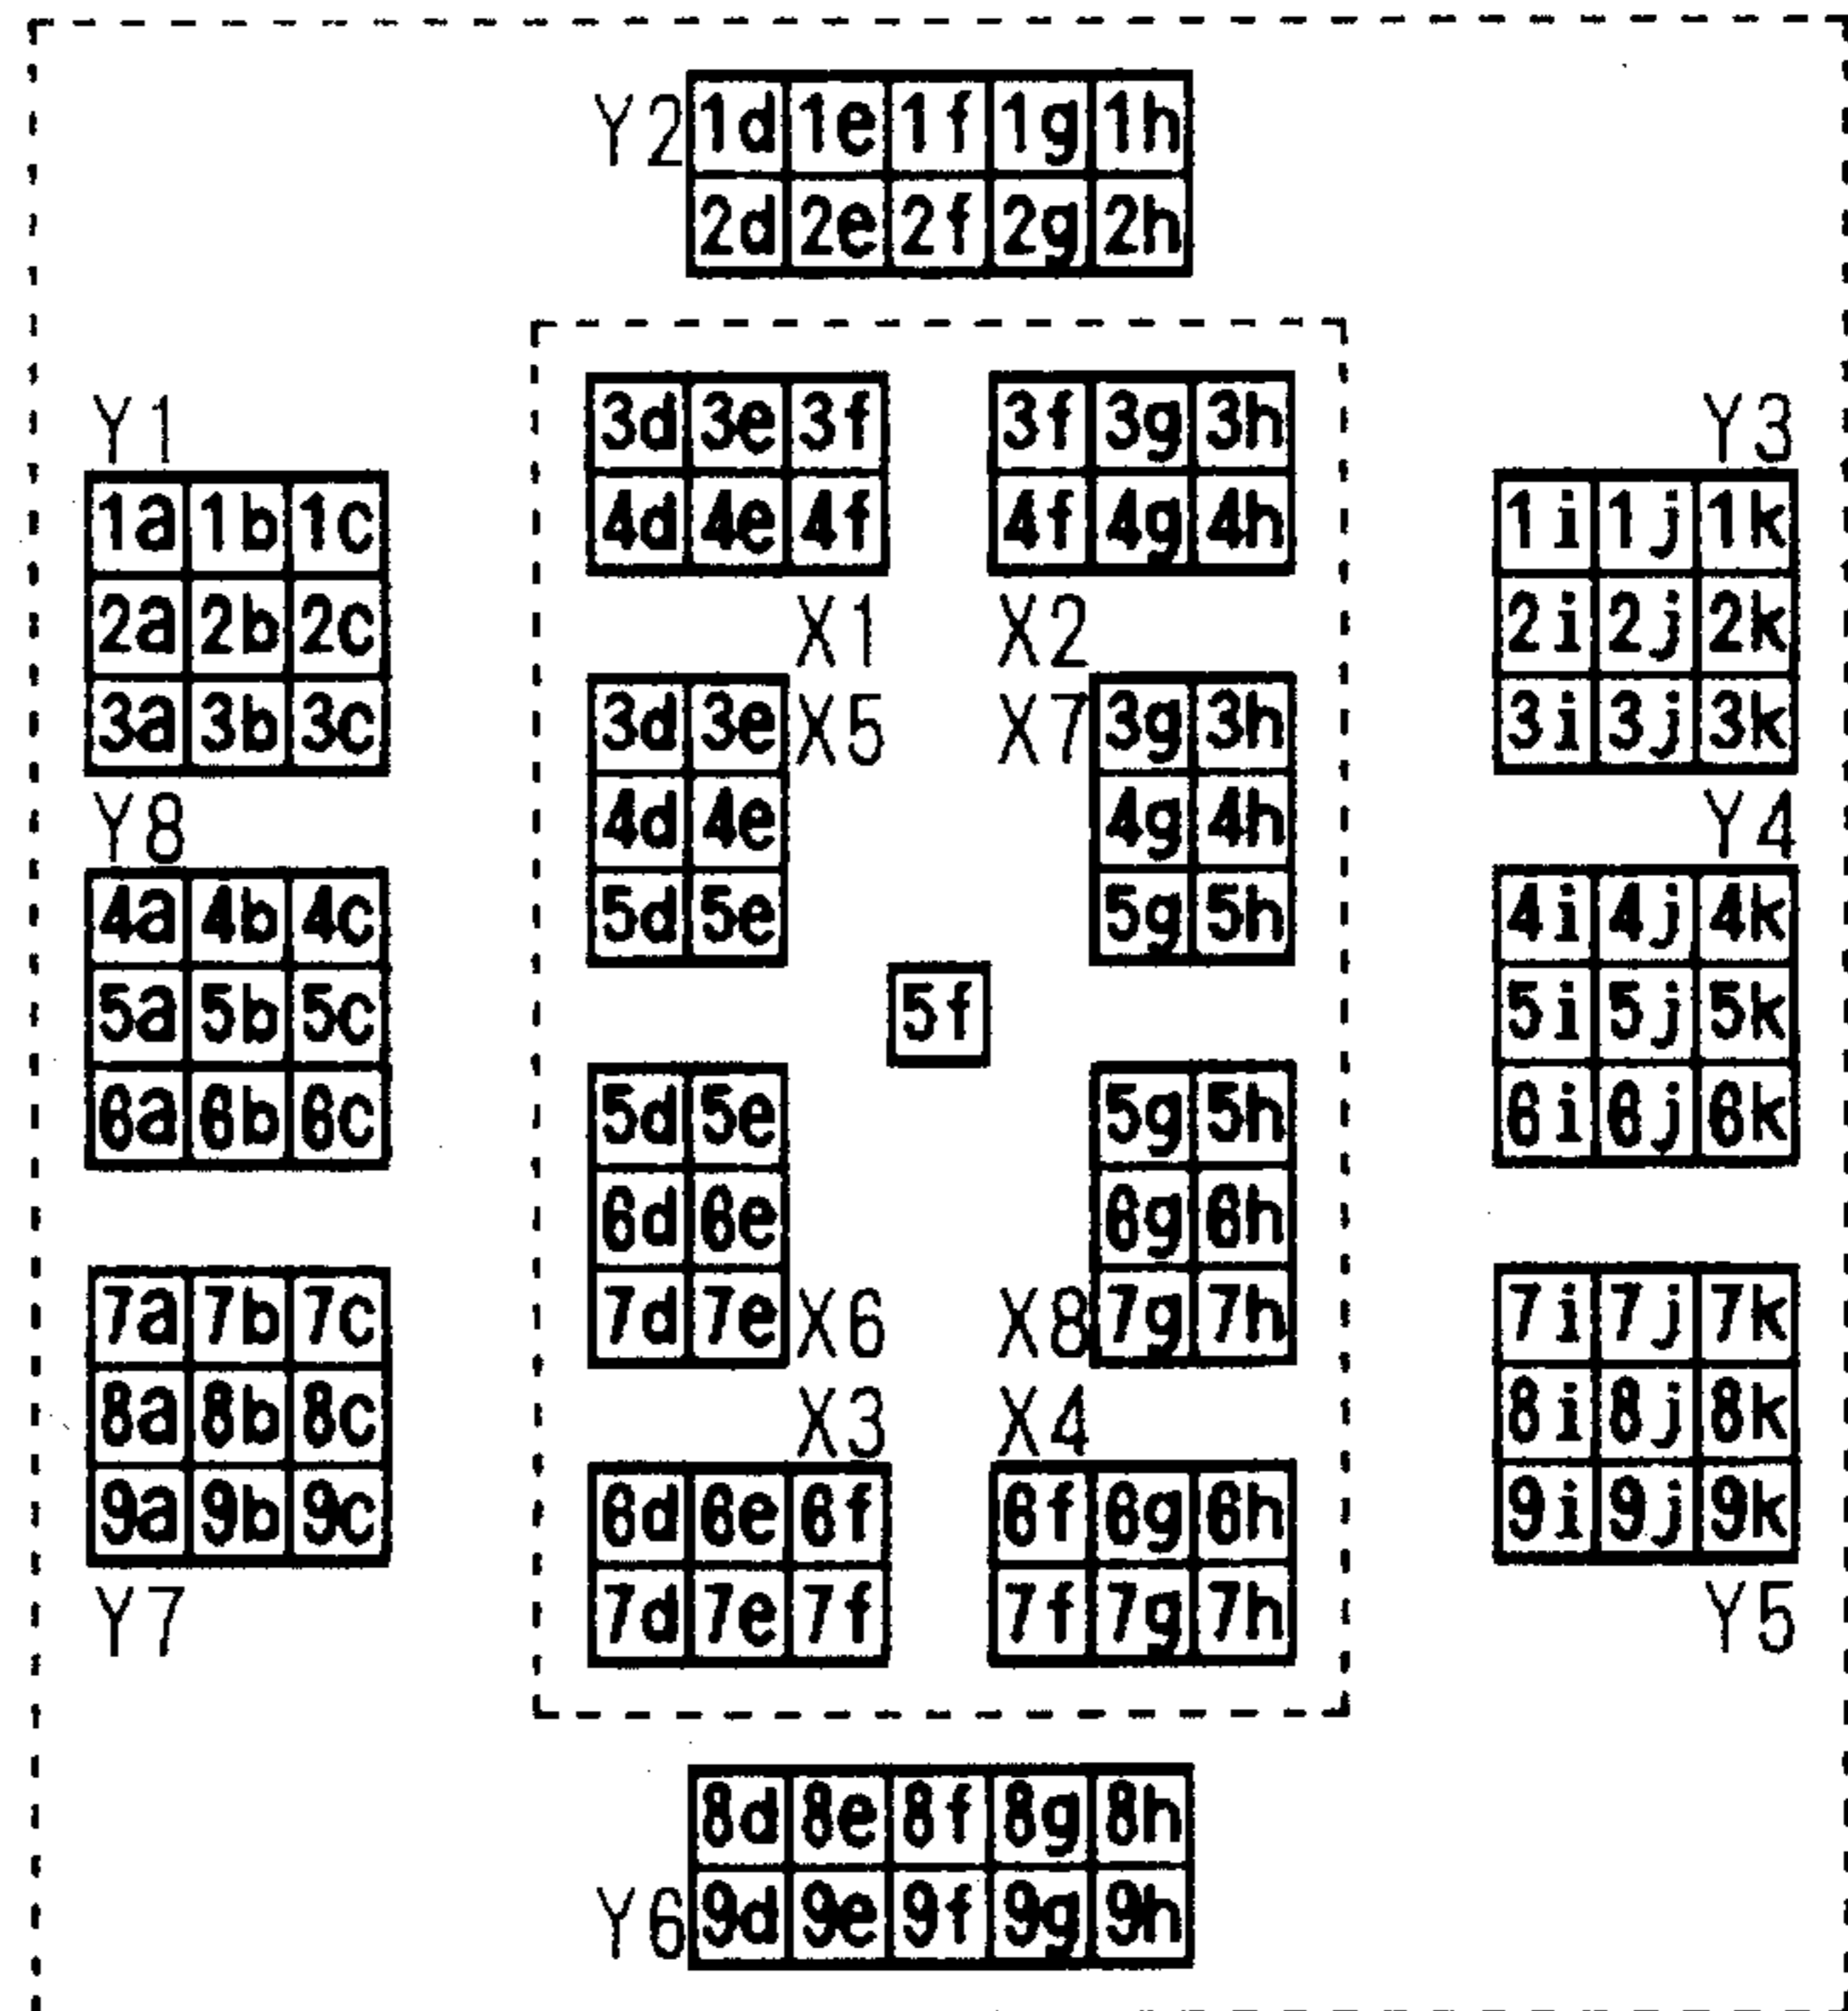 Y2
1d 1e 1f 1g 1h
2d 2e 2f 2g 2h
Y1
1a 1b 1c
2a 2b 2c
3a 3b 3c
Y8
4a 4b 4c
5a 5b 5c
6a 6b 6c
7a 7b 7c
8a 8b 8c
9a 9b 9c
Y7
3d 3e 3f
4d 4e 4f
X1
3f 3g 3h
4f 4g 4h
X2
3d 3e
4d 4e
5d 5e
X5
X7
3g 3h
4g 4h
5g 5h
5f
5d 5e
6d 6e
7d 7e
X6
X8
5g 5h
6g 6h
7g 7h
X3
6d 6e 6f
7d 7e 7f
X4
6f 6g 6h
7f 7g 7h
Y3
1i 1j 1k
2i 2j 2k
3i 3j 3k
Y4
4i 4j 4k
5i 5j 5k
6i 6j 6k
7i 7j 7k
8i 8j 8k
9i 9j 9k
Y5
8d 8e 8f 8g 8h
9d 9e 9f 9g 9h
Y6